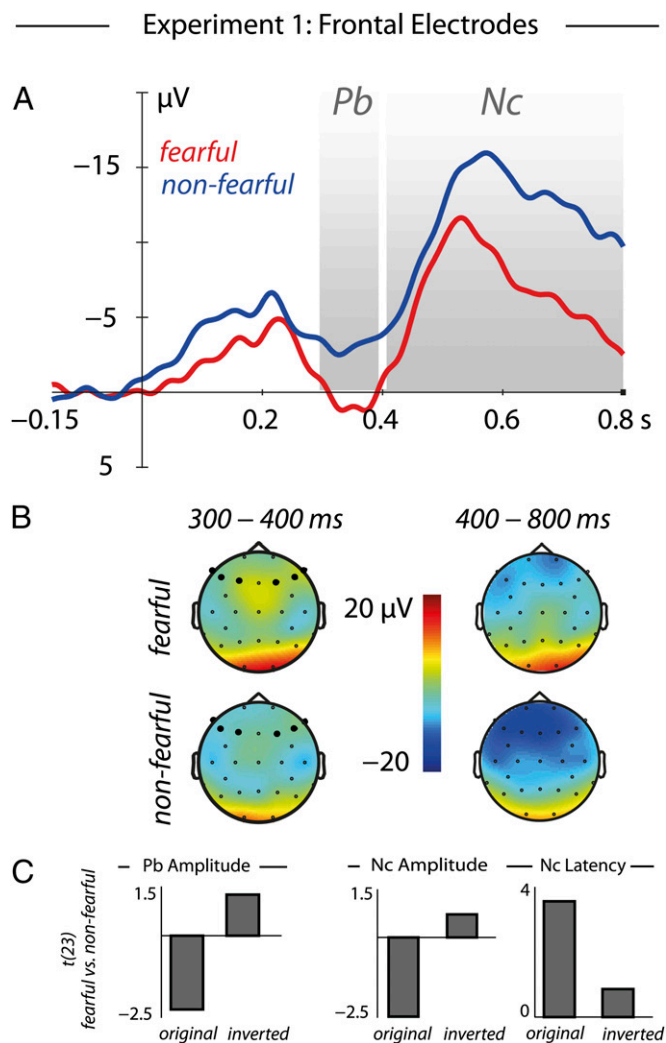 Experiment 1: Frontal Electrodes
A
µV
Pb
Nc
-15
fearful
non-fearful
-5
-0.15
0.2
0.4
0.6
0.8 s
5
B
300 – 400 ms
400 – 800 ms
fearful
20 µV
non-fearful
−20
C
Pb Amplitude
Nc Amplitude
Nc Latency
t(23)
fearful vs. non-fearful
1.5
−2.5
original
inverted
1.5
−2.5
original
inverted
4
0
original
inverted